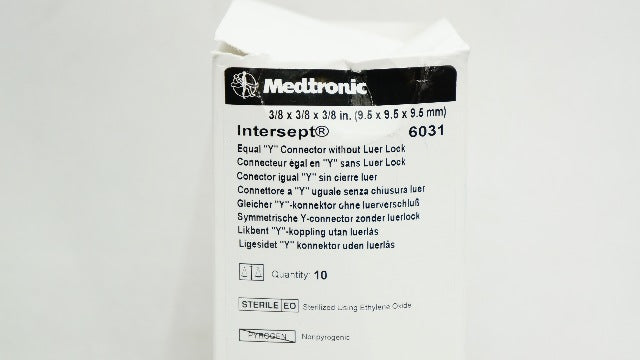 Medtronic
3/8 x 3/8 x 3/8 in. (9.5 x 9.5 x 9.5 mm)
Intersept® 6031
Equal "Y" Connector without Luer Lock
Connecteur égal en "Y" sans Luer Lock
Conector igual "Y" sin cierre luer
Connettore a "Y" uguale senza chiusura luer
Gleicher "Y"-konnektor ohne luerverschluß
Symmetrische Y-connector zonder luerlock
Likbent "Y"-koppling utan luerlås
Ligesidet "Y" konnektor uden luerlås
Quantity: 10
STERILE EO Sterilized Using Ethylene Oxide
PYROGEN Nonpyrogenic